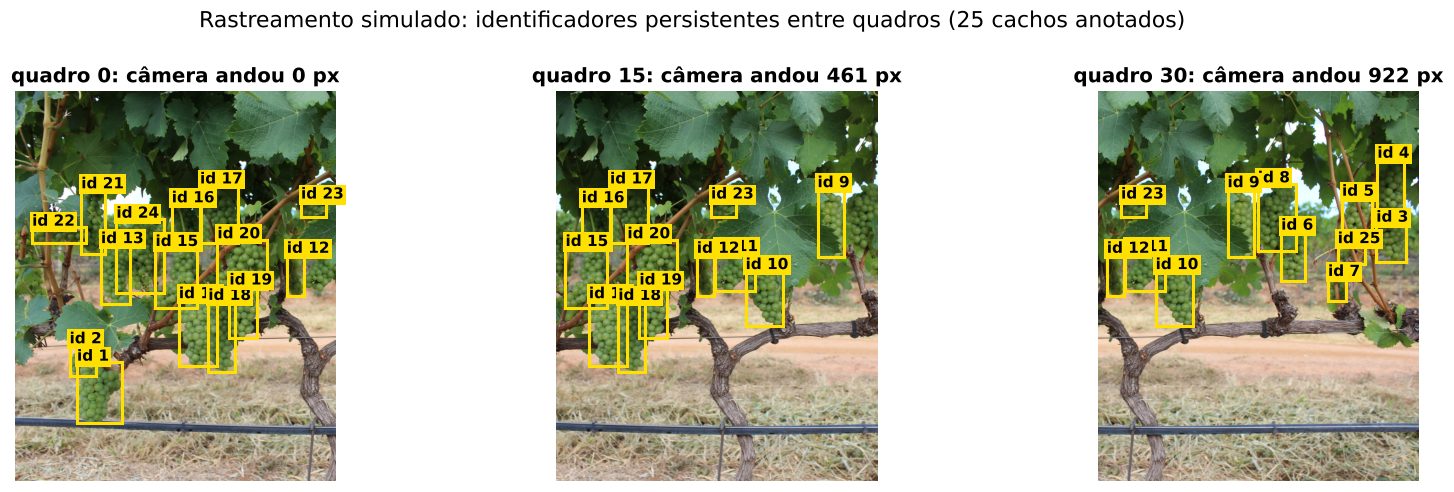 Rastreamento simulado: identificadores persistentes entre quadros (25 cachos anotados)
quadro 0: câmera andou 0 px
id 17
id 21
id 16
id 23
id 24
id 22
id 13
id 15
id 20
id 12
id 19
id 18
id 2
id 1
quadro 15: câmera andou 461 px
id 17
id 9
id 16
id 23
id 15
id 20
id 12
id 10
id 19
id 18
quadro 30: câmera andou 922 px
id 4
id 9
id 8
id 5
id 23
id 3
id 6
id 25
id 12
id 10
id 7